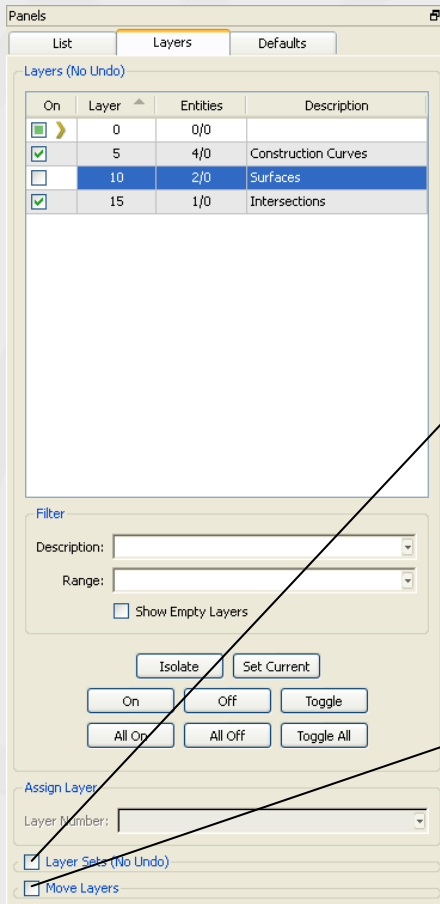 Panels
List Layers Defaults
Layers (No Undo)
On Layer Entities Description
0 0/0
5 4/0 Construction Curves
10 2/0 Surfaces
15 1/0 Intersections
Filter
Description:
Range:
Show Empty Layers
Isolate Set Current
On Off Toggle
All On All Off Toggle All
Assign Layer
Layer Number:
Layer Sets (No Undo)
Move Layers